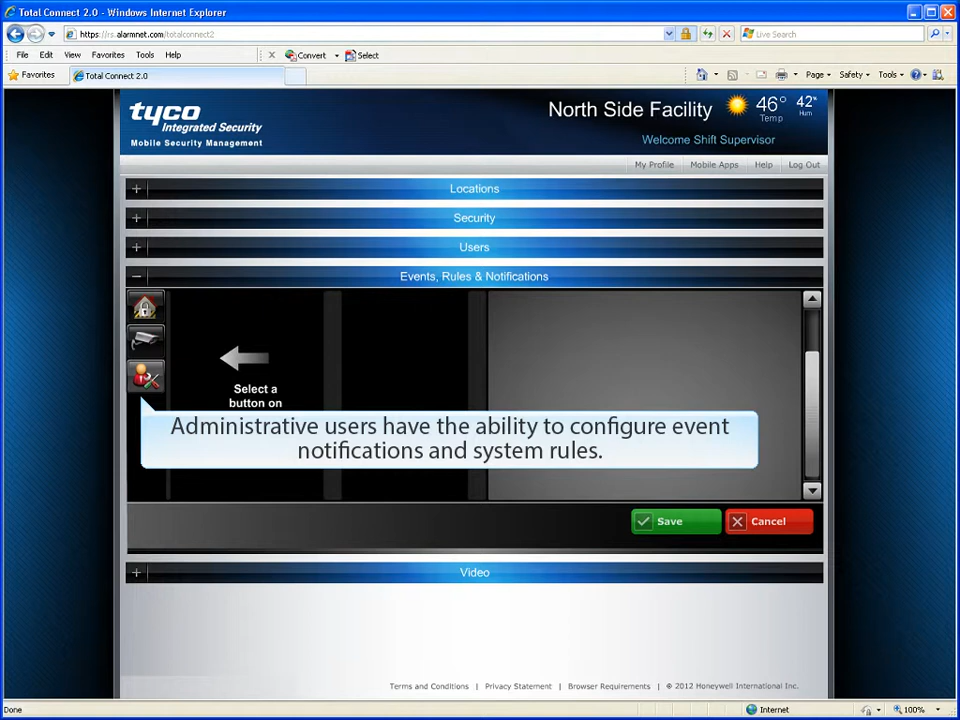 Total Connect 2.0 - Windows Internet Explorer
https://rs.alarmnet.com/totalconnect2
Live Search
File Edit View Favorites Tools Help
Convert Select
Favorites Total Connect 2.0
Page Safety Tools
tyco
Integrated Security
Mobile Security Management
North Side Facility
46°
Temp
42%
Hum
Welcome Shift Supervisor
My Profile Mobile Apps Help Log Out
Locations
Security
Users
Events, Rules & Notifications
Select a
button on
Administrative users have the ability to configure event
notifications and system rules.
Save Cancel
Video
Terms and Conditions | Privacy Statement | Browser Requirements | © 2012 Honeywell International Inc.
Done Internet 100%